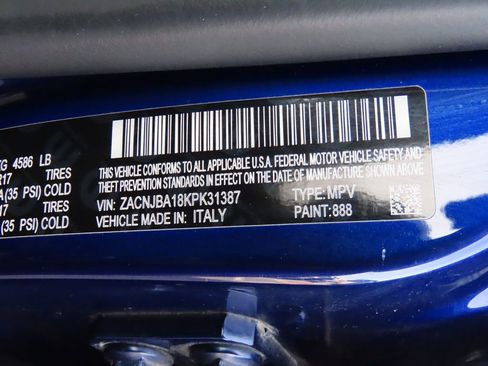 KG 4586 LB
R17 TIRES
(35 PSI) COLD
17 TIRES
(35 PSI) COLD
THIS VEHICLE CONFORMS TO ALL APPLICABLE U.S.A. FEDERAL MOTOR VEHICLE SAFETY AND
THEFT PREVENTION STANDARDS IN EFFECT ON THE DATE OF MANUFACTURE SHOWN ABOVE.
VIN: ZACNJBA18KPK31387 TYPE: MPV
VEHICLE MADE IN: ITALY PAINT: 888